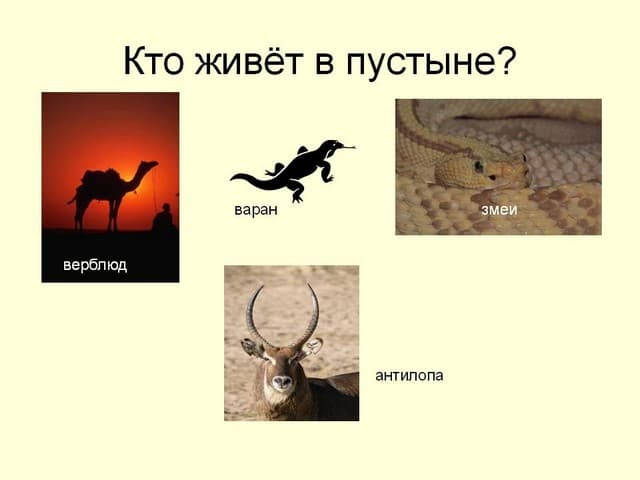 Кто живёт в пустыне?
варан
змеи
верблюд
антилопа